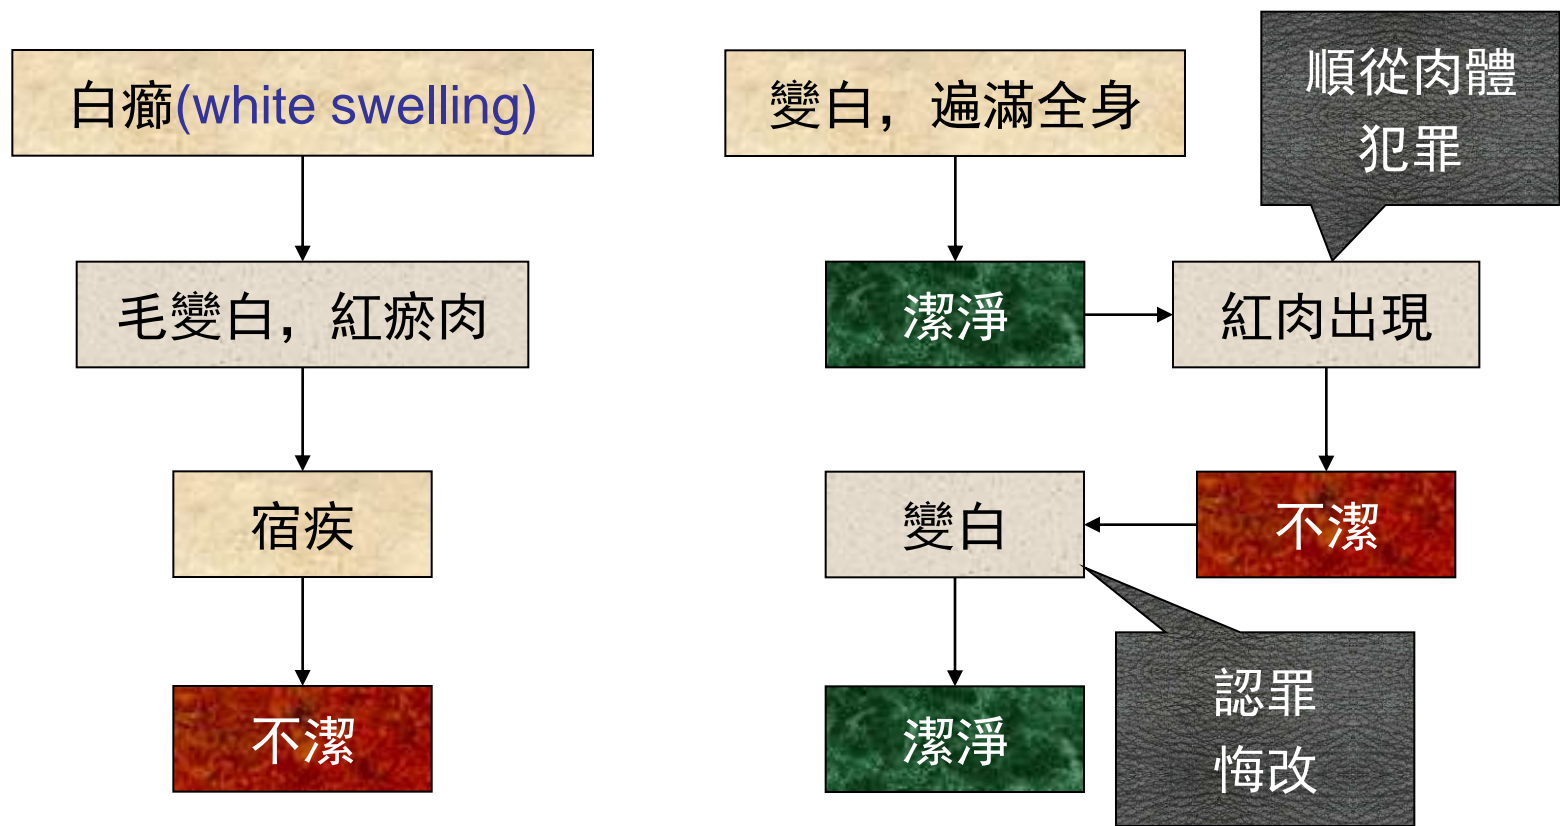 白癤(white swelling)
毛變白，紅瘀肉
宿疾
不潔
變白，遍滿全身
潔淨
順從肉體
犯罪
紅肉出現
不潔
變白
認罪
悔改
潔淨